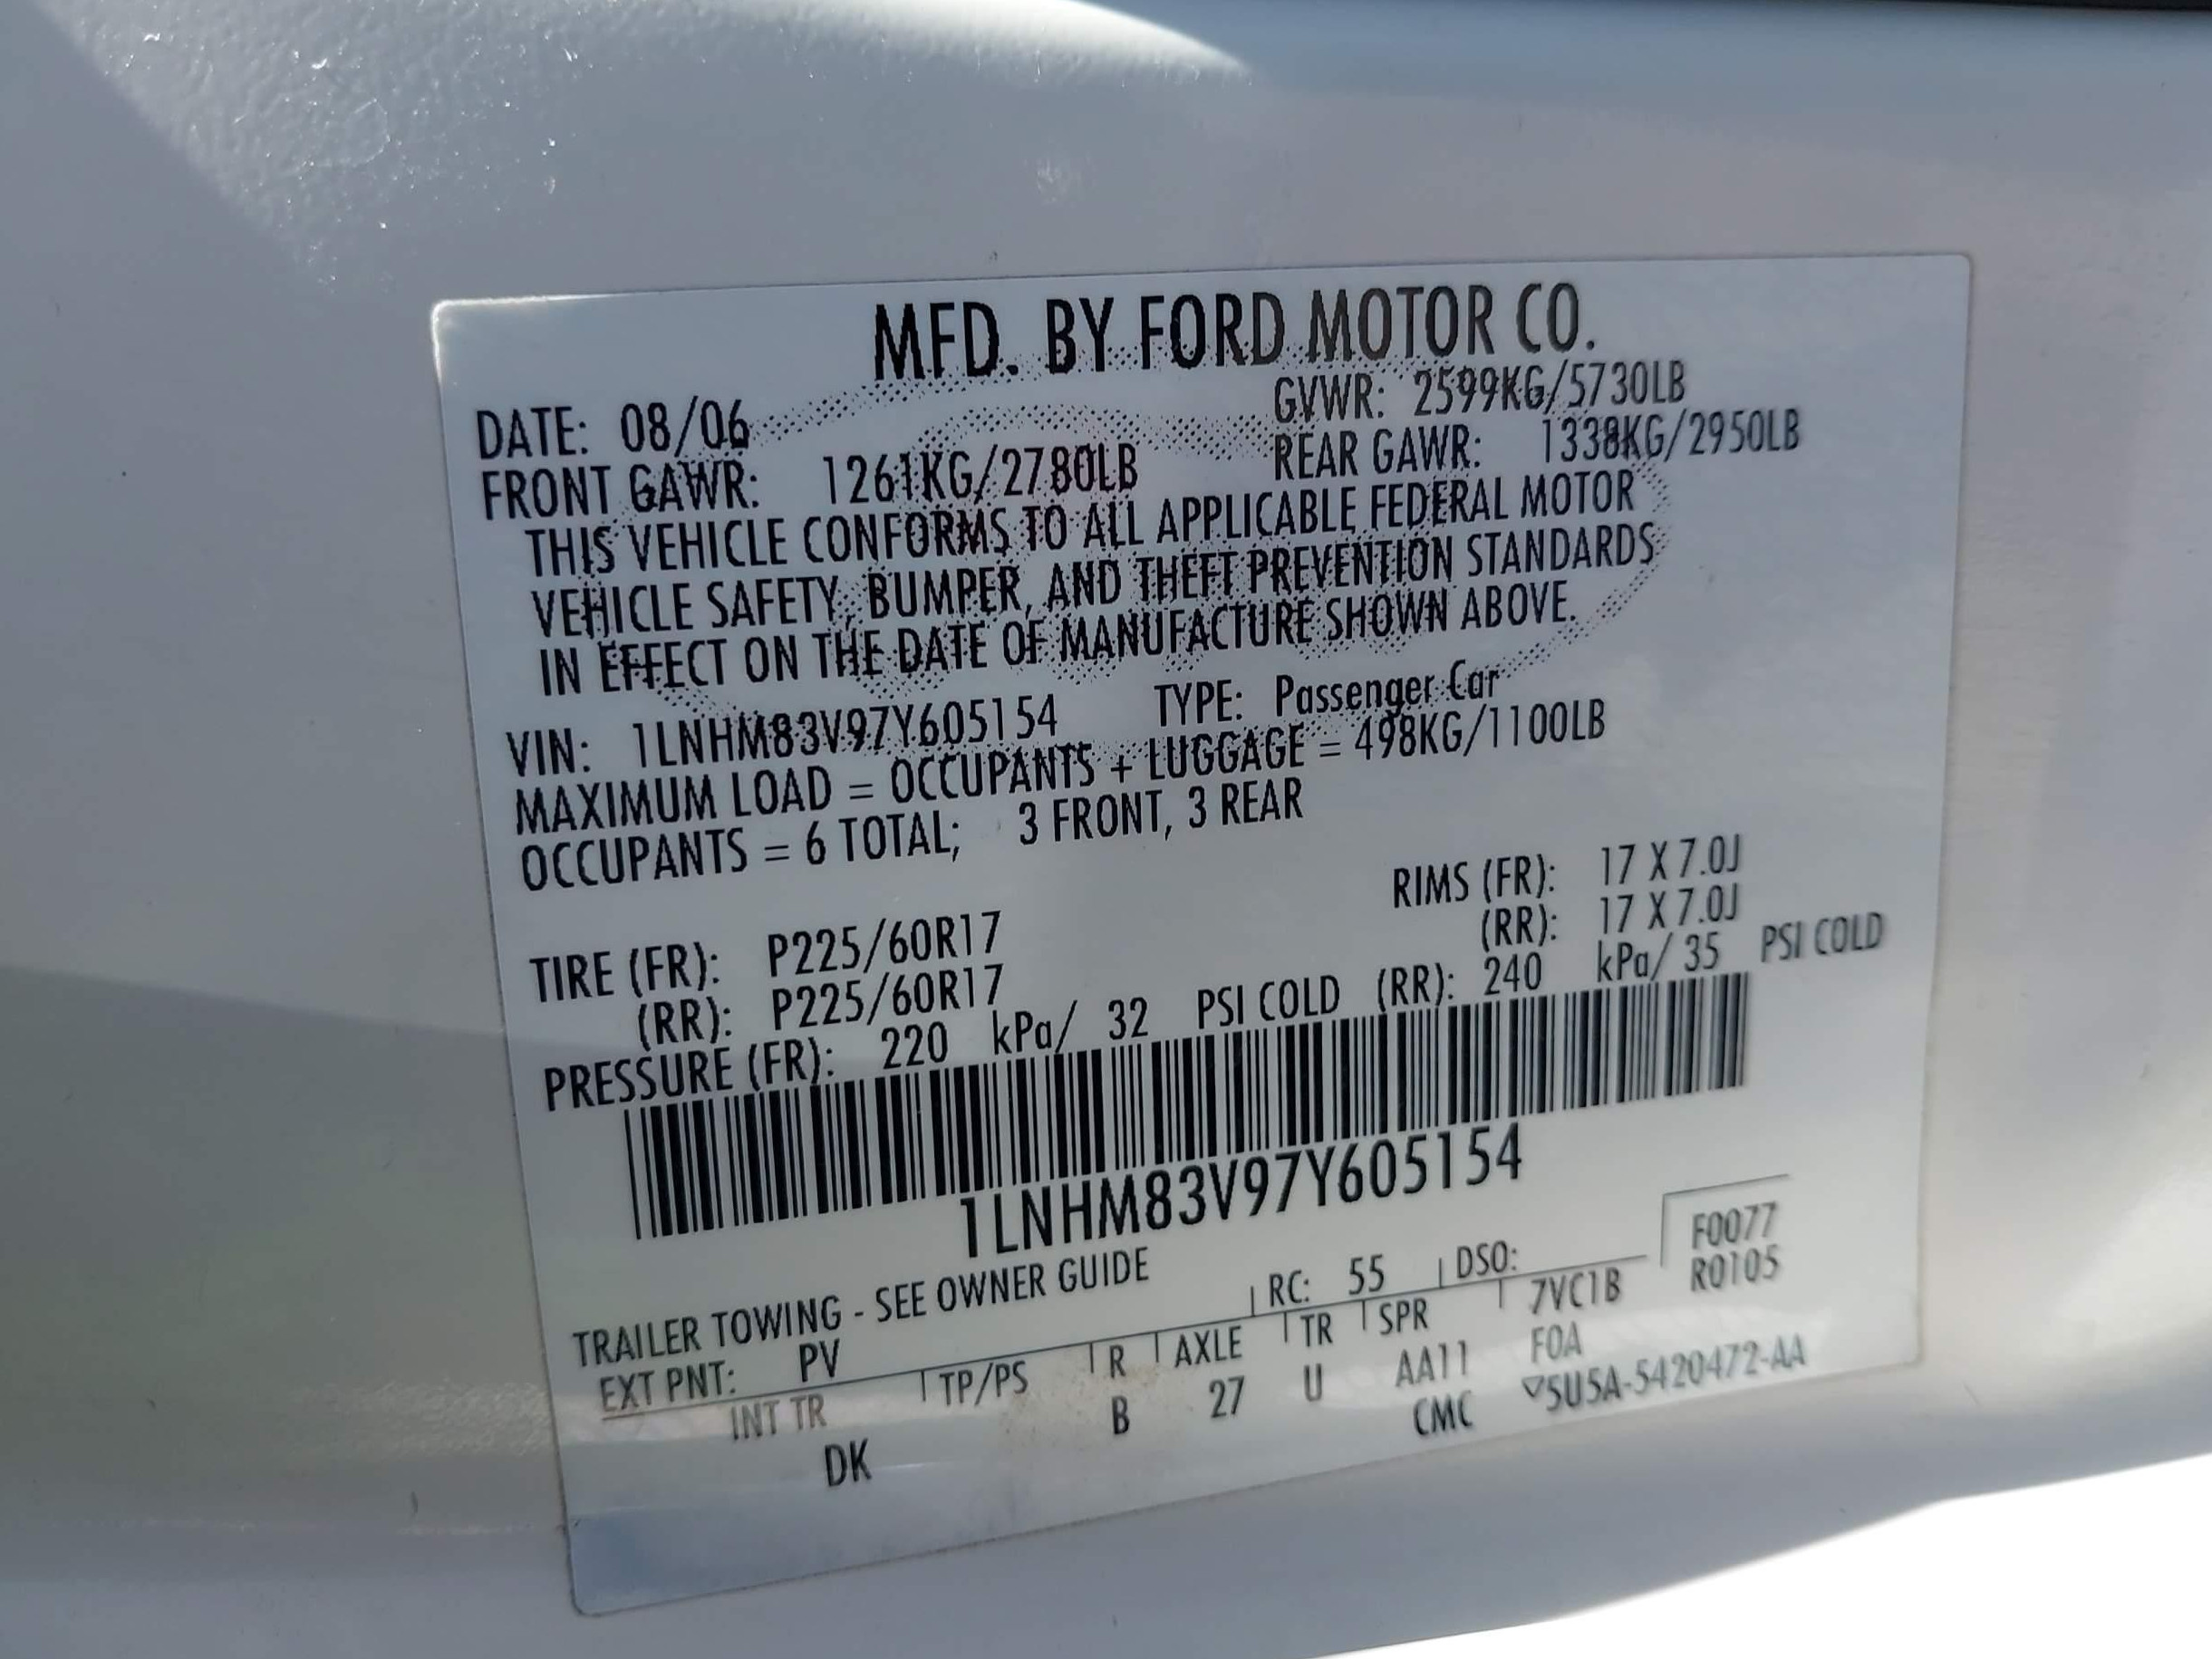 MFD. BY FORD MOTOR CO.
DATE: 08/06 GVWR: 2599KG/5730LB
FRONT GAWR: 1261KG/2780LB REAR GAWR: 1338KG/2950LB
THIS VEHICLE CONFORMS TO ALL APPLICABLE FEDERAL MOTOR
VEHICLE SAFETY, BUMPER, AND THEFT PREVENTION STANDARDS
IN EFFECT ON THE DATE OF MANUFACTURE SHOWN ABOVE.
VIN: 1LNHM83V97Y605154 TYPE: Passenger Car
MAXIMUM LOAD = OCCUPANTS + LUGGAGE = 498KG/1100LB
OCCUPANTS = 6 TOTAL; 3 FRONT, 3 REAR
TIRE (FR): P225/60R17 RIMS (FR): 17 X 7.0J
(RR): P225/60R17 (RR): 17 X 7.0J
PRESSURE (FR): 220 kPa/ 32 PSI COLD (RR): 240 kPa/ 35 PSI COLD
1LNHM83V97Y605154
F0077
TRAILER TOWING - SEE OWNER GUIDE R0105
EXT PNT: PV RC: 55 DSO:
INT TR TP/PS R AXLE TR SPR 7VC1B
DK B 27 U AA11 FOA
CMC ▽5U5A-5420472-AA